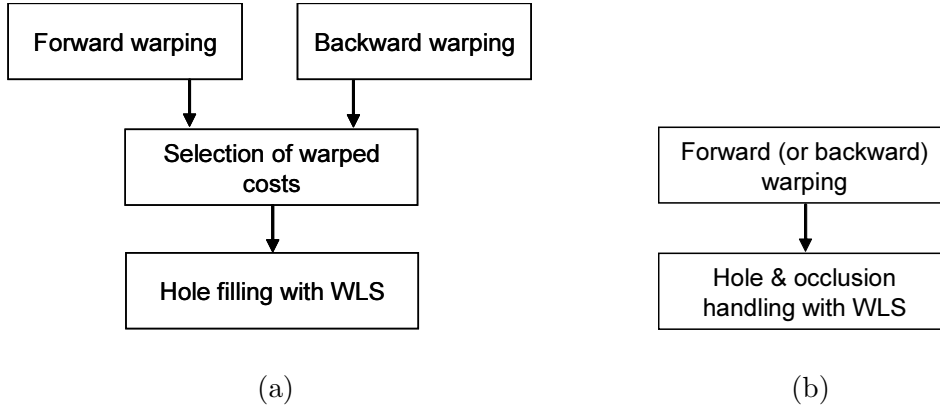 Forward warping
Backward warping
Selection of warped
costs
Hole filling with WLS
(a)
Forward (or backward)
warping
Hole & occlusion
handling with WLS
(b)